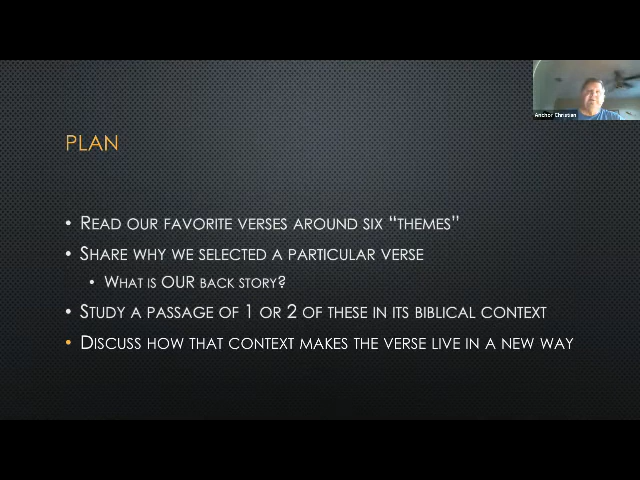 Anchor Christian
PLAN
• READ OUR FAVORITE VERSES AROUND SIX “THEMES”
• SHARE WHY WE SELECTED A PARTICULAR VERSE
• WHAT IS OUR BACK STORY?
• STUDY A PASSAGE OF 1 OR 2 OF THESE IN ITS BIBLICAL CONTEXT
• DISCUSS HOW THAT CONTEXT MAKES THE VERSE LIVE IN A NEW WAY